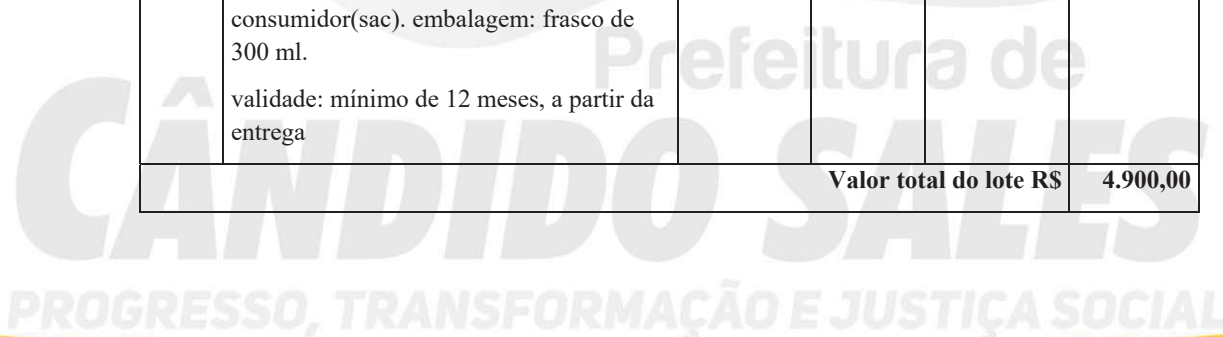 consumidor(sac). embalagem: frasco de
300 ml.
Prefeitura de
validade: mínimo de 12 meses, a partir da
entrega
CÂNDIDO SALES
Valor total do lote R$ 4.900,00
PROGRESSO, TRANSFORMAÇÃO E JUSTIÇA SOCIAL